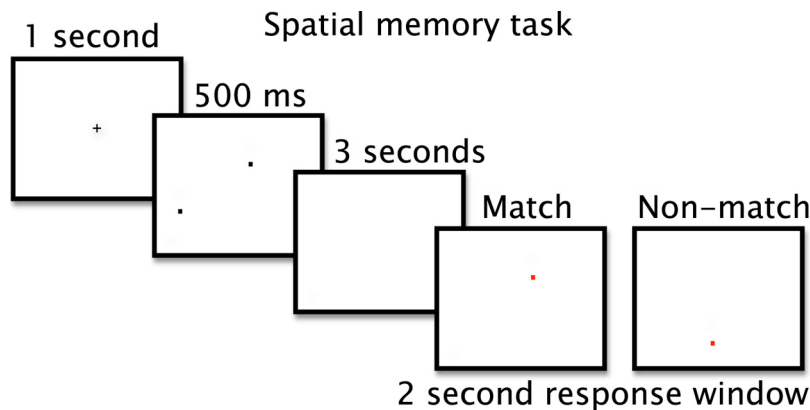 Spatial memory task
1 second
500 ms
3 seconds
Match
Non-match
2 second response window